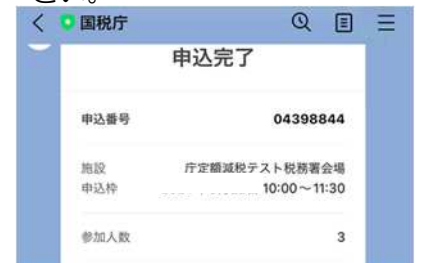 国税庁
申込完了
申込番号 04398844
施設 庁定額減税テスト税務署会場
申込枠 10:00～11:30
参加人数 3